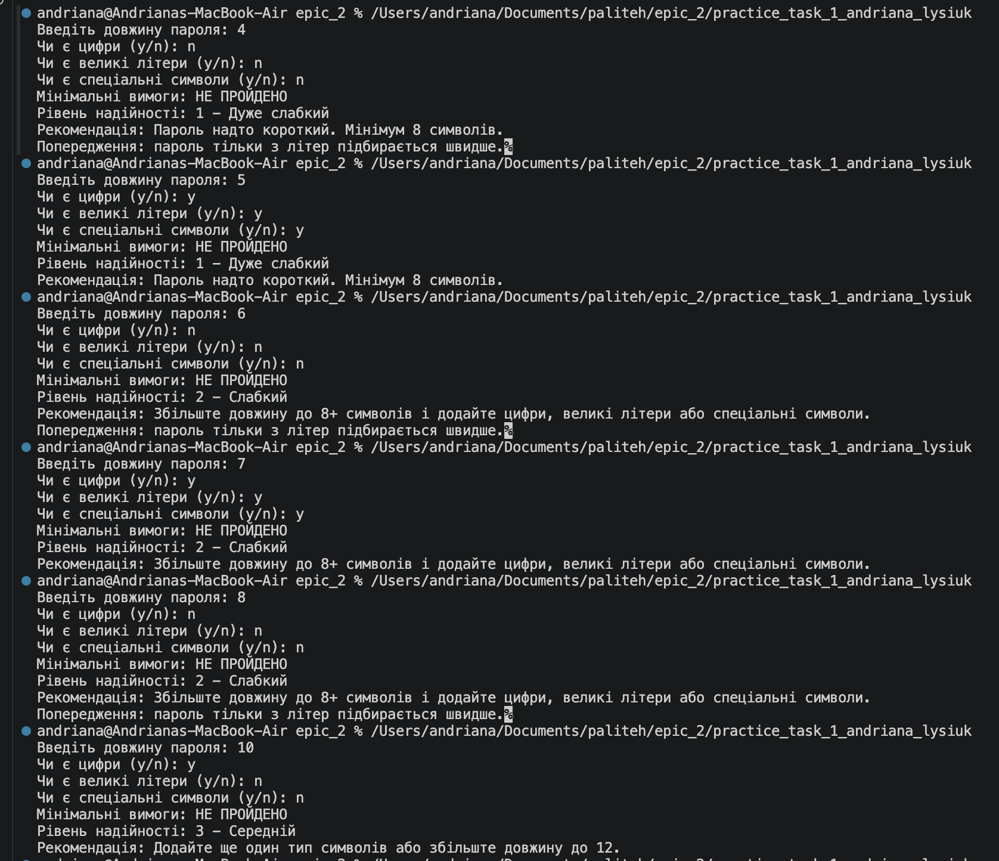 andriana@Andrianas-MacBook-Air epic_2 % /Users/andriana/Documents/paliteh/epic_2/practice_task_1_andriana_lysiuk
Введіть довжину пароля: 4
Чи є цифри (y/n): n
Чи є великі літери (y/n): n
Чи є спеціальні символи (y/n): n
Мінімальні вимоги: НЕ ПРОЙДЕНО
Рівень надійності: 1 – Дуже слабкий
Рекомендація: Пароль надто короткий. Мінімум 8 символів.
Попередження: пароль тільки з літер підбирається швидше.%
andriana@Andrianas-MacBook-Air epic_2 % /Users/andriana/Documents/paliteh/epic_2/practice_task_1_andriana_lysiuk
Введіть довжину пароля: 5
Чи є цифри (y/n): y
Чи є великі літери (y/n): y
Чи є спеціальні символи (y/n): y
Мінімальні вимоги: НЕ ПРОЙДЕНО
Рівень надійності: 1 – Дуже слабкий
Рекомендація: Пароль надто короткий. Мінімум 8 символів.
andriana@Andrianas-MacBook-Air epic_2 % /Users/andriana/Documents/paliteh/epic_2/practice_task_1_andriana_lysiuk
Введіть довжину пароля: 6
Чи є цифри (y/n): n
Чи є великі літери (y/n): n
Чи є спеціальні символи (y/n): n
Мінімальні вимоги: НЕ ПРОЙДЕНО
Рівень надійності: 2 – Слабкий
Рекомендація: Збільште довжину до 8+ символів і додайте цифри, великі літери або спеціальні символи.
Попередження: пароль тільки з літер підбирається швидше.%
andriana@Andrianas-MacBook-Air epic_2 % /Users/andriana/Documents/paliteh/epic_2/practice_task_1_andriana_lysiuk
Введіть довжину пароля: 7
Чи є цифри (y/n): y
Чи є великі літери (y/n): y
Чи є спеціальні символи (y/n): y
Мінімальні вимоги: НЕ ПРОЙДЕНО
Рівень надійності: 2 – Слабкий
Рекомендація: Збільште довжину до 8+ символів і додайте цифри, великі літери або спеціальні символи.
andriana@Andrianas-MacBook-Air epic_2 % /Users/andriana/Documents/paliteh/epic_2/practice_task_1_andriana_lysiuk
Введіть довжину пароля: 8
Чи є цифри (y/n): n
Чи є великі літери (y/n): n
Чи є спеціальні символи (y/n): n
Мінімальні вимоги: НЕ ПРОЙДЕНО
Рівень надійності: 2 – Слабкий
Рекомендація: Збільште довжину до 8+ символів і додайте цифри, великі літери або спеціальні символи.
Попередження: пароль тільки з літер підбирається швидше.%
andriana@Andrianas-MacBook-Air epic_2 % /Users/andriana/Documents/paliteh/epic_2/practice_task_1_andriana_lysiuk
Введіть довжину пароля: 10
Чи є цифри (y/n): y
Чи є великі літери (y/n): n
Чи є спеціальні символи (y/n): n
Мінімальні вимоги: НЕ ПРОЙДЕНО
Рівень надійності: 3 – Середній
Рекомендація: Додайте ще один тип символів або збільште довжину до 12.